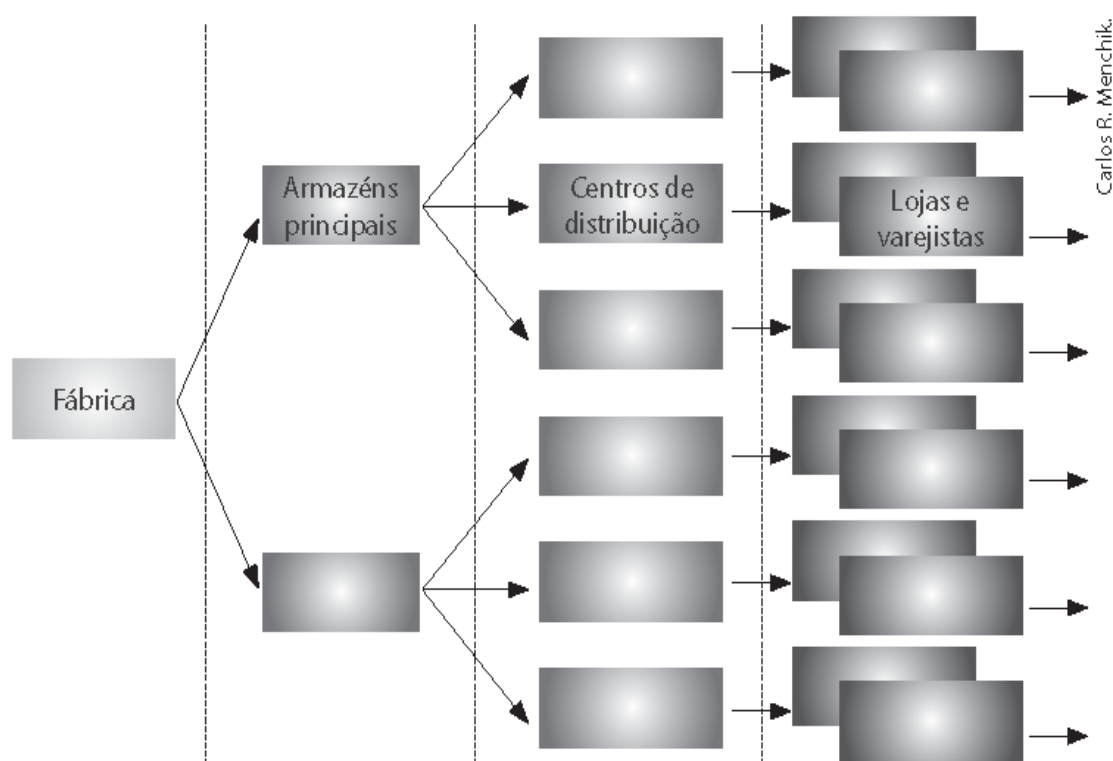 Fábrica
Armazéns
principais
Centros de
distribuição
Lojas e
varejistas
Carlos R. Menchik.